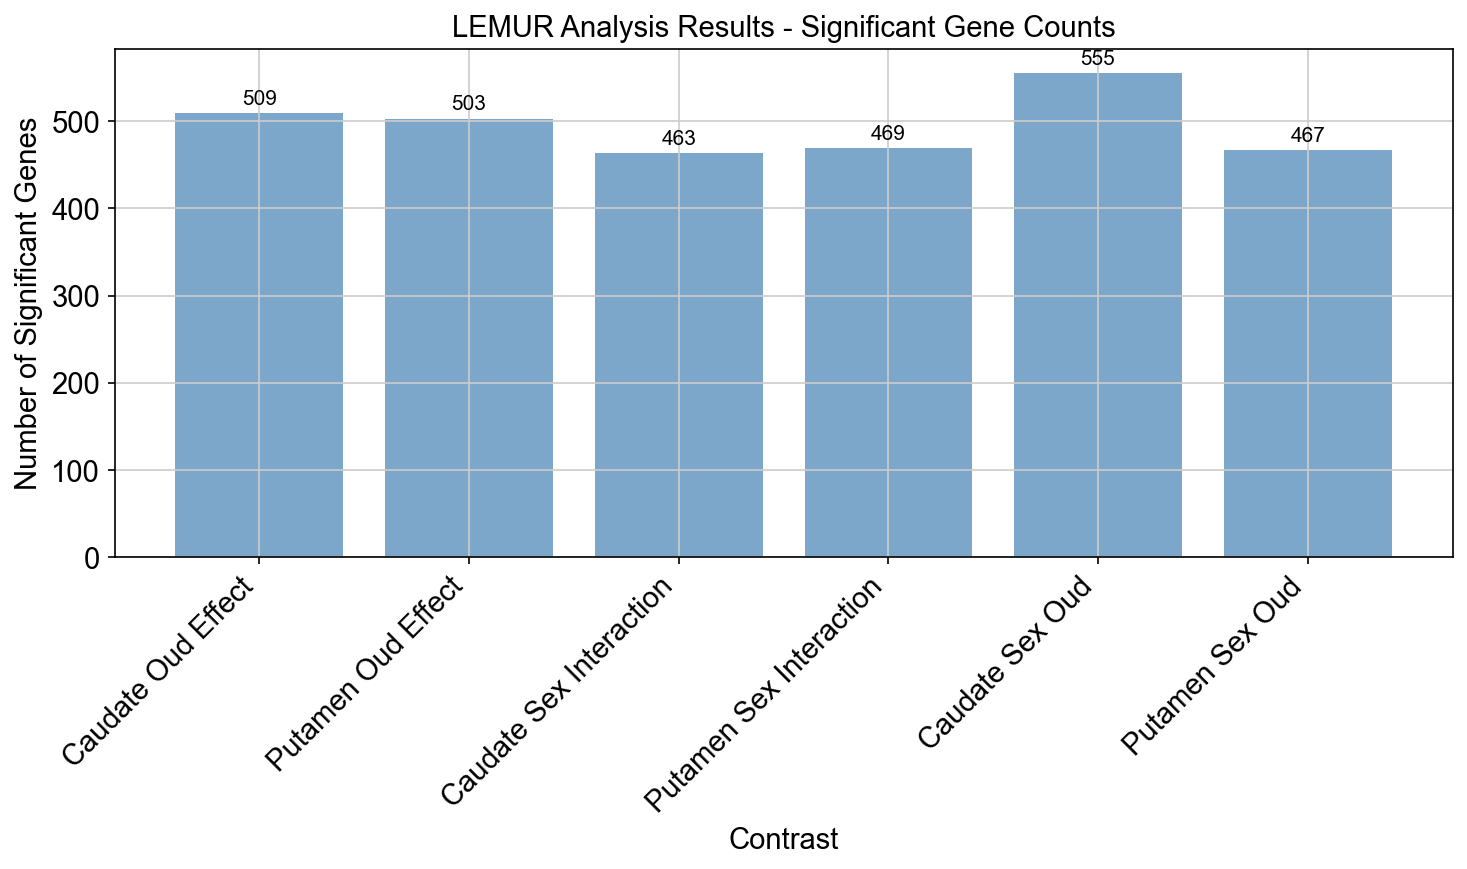 LEMUR Analysis Results - Significant Gene Counts
Number of Significant Genes
500
400
300
200
100
0
509
503
463
469
555
467
Caudate Oud Effect
Putamen Oud Effect
Caudate Sex Interaction
Putamen Sex Interaction
Caudate Sex Oud
Putamen Sex Oud
Contrast